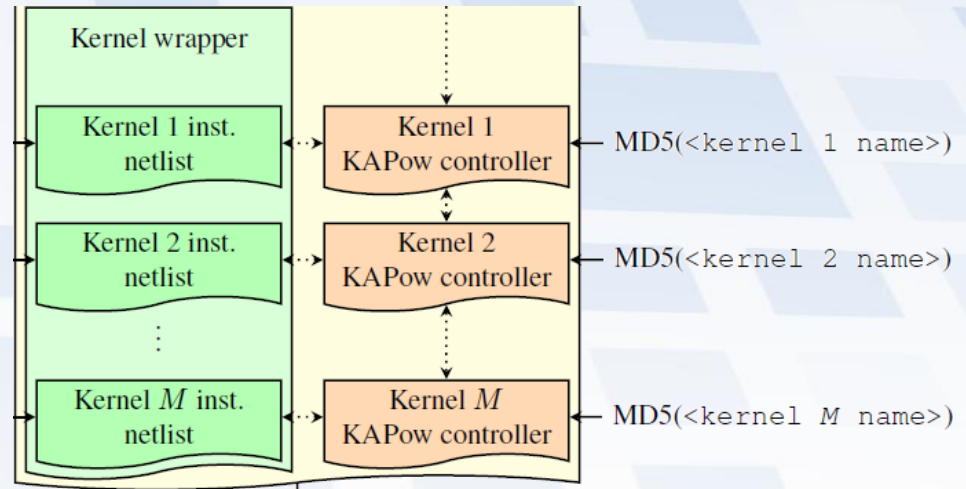 Kernel wrapper
Kernel 1 inst.
netlist
Kernel 1
KAPow controller
MD5(<kernel 1 name>)
Kernel 2 inst.
netlist
Kernel 2
KAPow controller
MD5(<kernel 2 name>)
⋮
Kernel M inst.
netlist
Kernel M
KAPow controller
MD5(<kernel M name>)